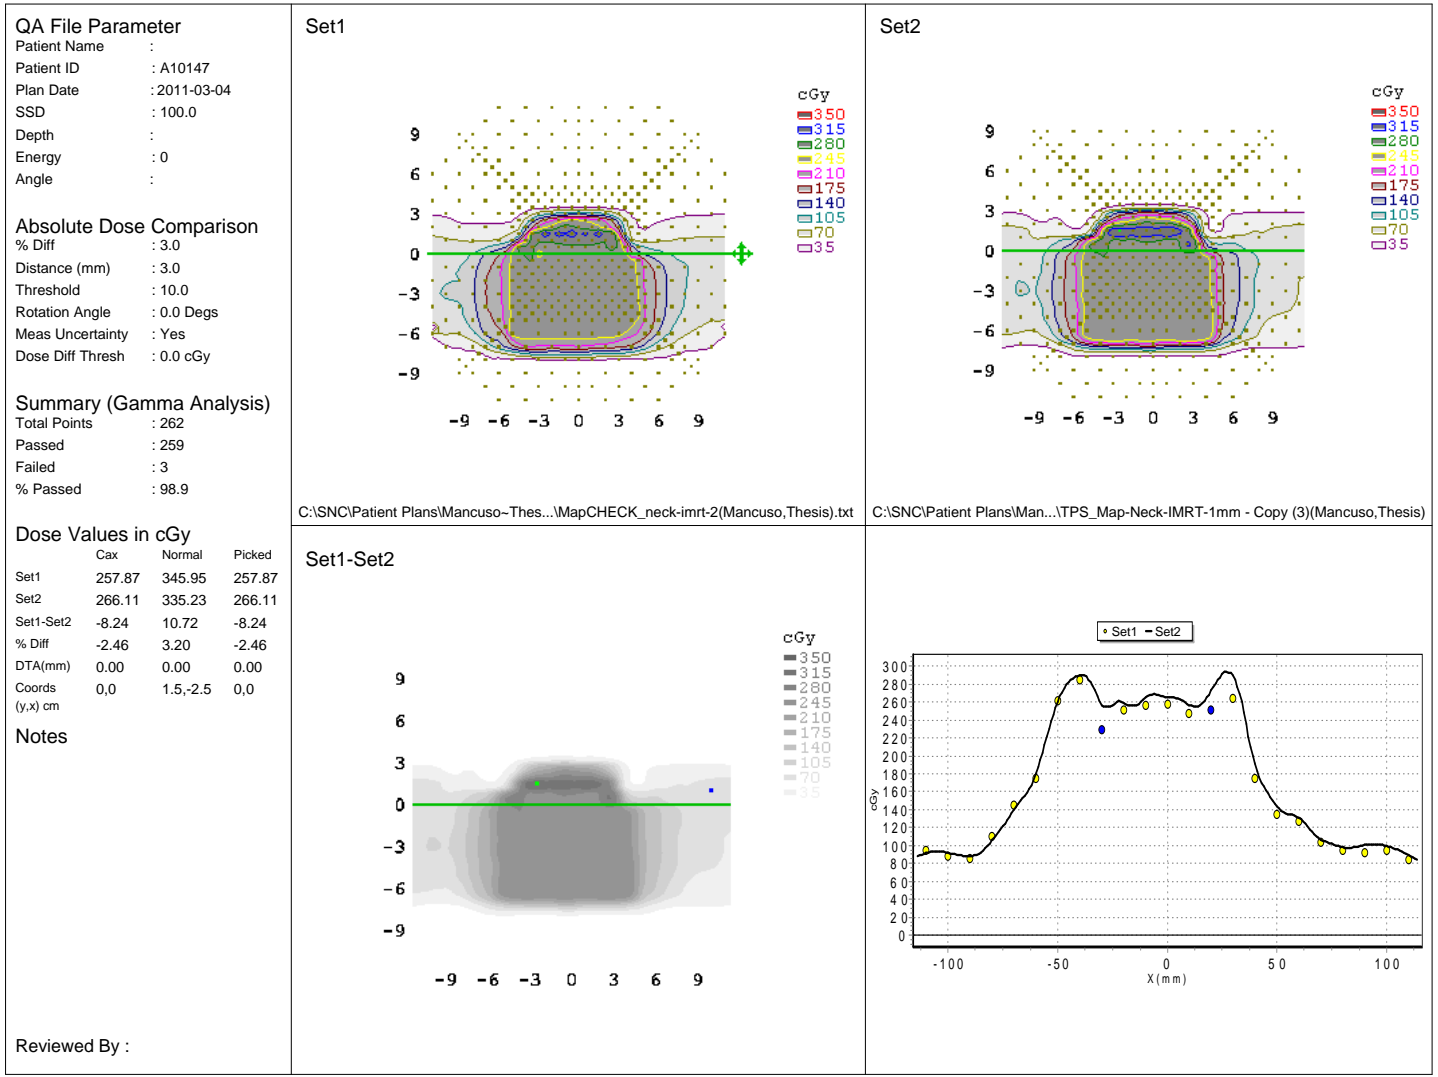 QA File Parameter
Patient Name :
Patient ID : A10147
Plan Date : 2011-03-04
SSD : 100.0
Depth :
Energy : 0
Angle :
Absolute Dose Comparison
% Diff : 3.0
Distance (mm) : 3.0
Threshold : 10.0
Rotation Angle : 0.0 Degs
Meas Uncertainty : Yes
Dose Diff Thresh : 0.0 cGy
Summary (Gamma Analysis)
Total Points : 262
Passed : 259
Failed : 3
% Passed : 98.9
Dose Values in cGy
Cax Normal Picked
Set1 257.87 345.95 257.87
Set2 266.11 335.23 266.11
Set1-Set2 -8.24 10.72 -8.24
% Diff -2.46 3.20 -2.46
DTA(mm) 0.00 0.00 0.00
Coords 0,0 1.5,-2.5 0,0
(y,x) cm
Notes
Reviewed By :
Set1
cGy
350
315
280
245
210
175
140
105
70
35
9
6
3
0
-3
-6
-9
-9 -6 -3 0 3 6 9
C:\SNC\Patient Plans\Mancuso~Thes...\MapCHECK_neck-imrt-2(Mancuso,Thesis).txt
Set2
cGy
350
315
280
245
210
175
140
105
70
35
9
6
3
0
-3
-6
-9
-9 -6 -3 0 3 6 9
C:\SNC\Patient Plans\Man...\TPS_Map-Neck-IMRT-1mm - Copy (3)(Mancuso,Thesis)
Set1-Set2
cGy
350
315
280
245
210
175
140
105
70
35
9
6
3
0
-3
-6
-9
-9 -6 -3 0 3 6 9
Set1 Set2
300
280
260
240
220
200
180
160
140
120
100
80
60
40
20
0
cGy
-100 -50 0 50 100
X(mm)